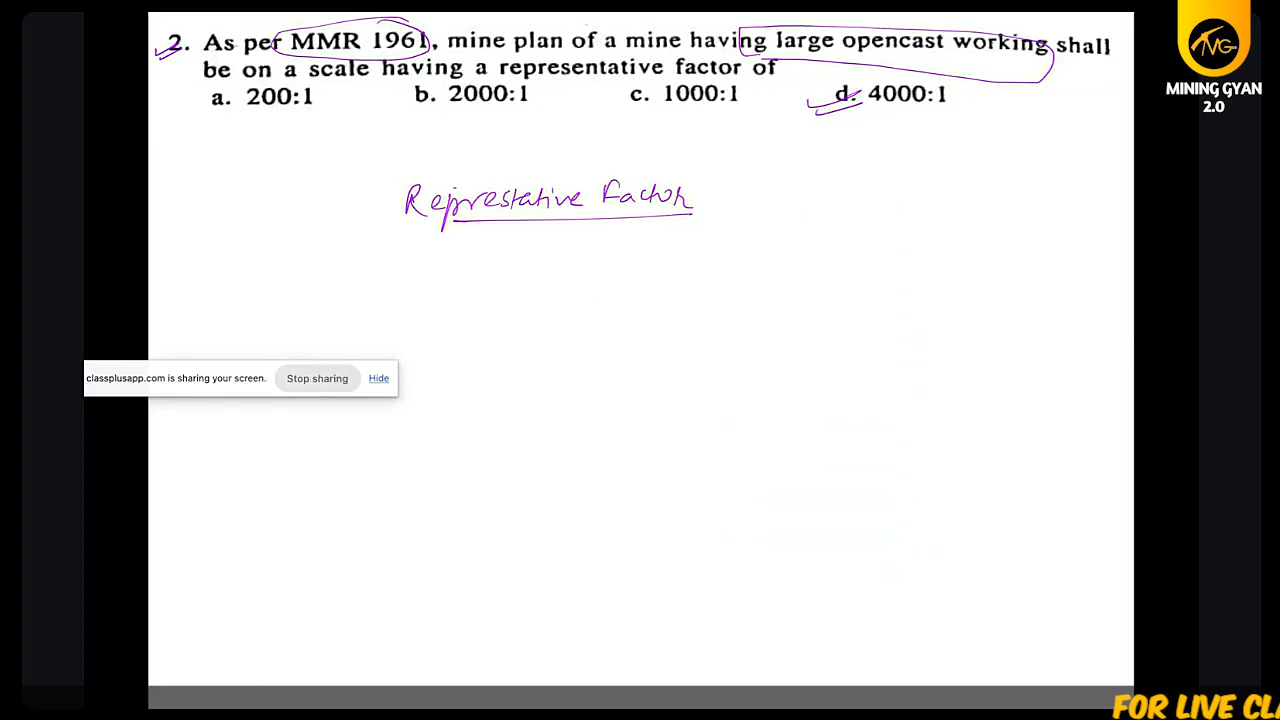 2. As per MMR 1961, mine plan of a mine having large opencast working shall
be on a scale having a representative factor of
a. 200:1 b. 2000:1 c. 1000:1 d. 4000:1
Represtative Factor
classplusapp.com is sharing your screen. Stop sharing Hide
TVG
MINING GYAN
2.0
FOR LIVE CL